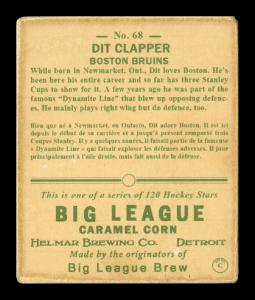 — No. 68 —
DIT CLAPPER
BOSTON BRUINS
While born in Newmarket, Ont., Dit loves Boston. He's
been here his entire career and so far has three Stanley
Cups to show for it. A few years ago he was part of the
famous "Dynamite Line" that blew up opposing defenc-
es. He mainly plays right wing but do defence, too.
Bien que né à Newmarket, en Ontario, Dit adore Boston. Il est ici
depuis le début de sa carrière et a jusqu'à présent remporté trois
Coupes Stanley. Il y a quelques années, il faisait partie de la fameuse
« Dynamite Line » qui faisait exploser les défenses adverses. Il joue
principalement à l'aile droite, mais fait aussi de la défense.
This is one of a series of 120 Hockey Stars
BIG LEAGUE
CARAMEL CORN
HELMAR BREWING CO. DETROIT
Made by the originators of
Big League Brew
C